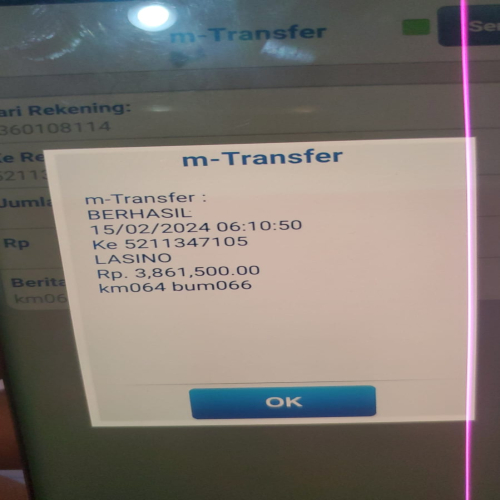 m-Transfer
Sen
ari Rekening:
360108114
Ke Re
5211
Jumla
Rp
Berita
km06
m-Transfer
m-Transfer :
BERHASIL
15/02/2024 06:10:50
Ke 5211347105
LASINO
Rp. 3,861,500.00
km064 bum066
OK